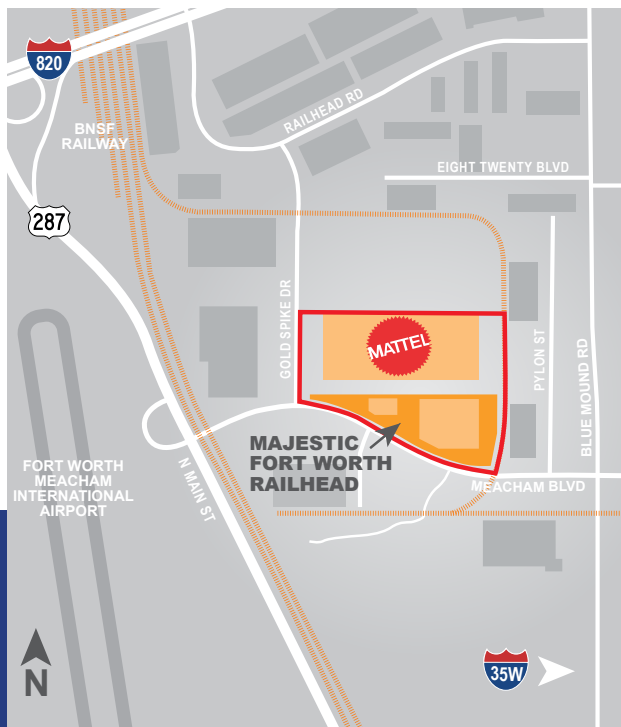 820
BNSF
RAILWAY
RAILHEAD RD
EIGHT TWENTY BLVD
287
GOLD SPIKE DR
MATTEL
PYLON ST
BLUE MOUND RD
MAJESTIC
FORT WORTH
RAILHEAD
FORT WORTH
MEACHAM
INTERNATIONAL
AIRPORT
N MAIN ST
MEACHAM BLVD
N
35W